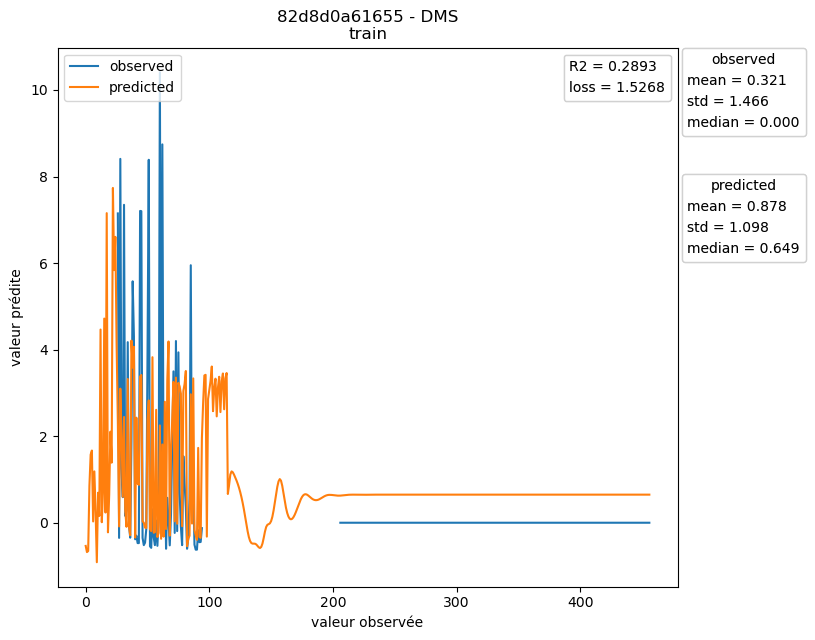 82d8d0a61655 - DMS
train
observed
predicted
R2 = 0.2893
loss = 1.5268
observed
mean = 0.321
std = 1.466
median = 0.000
predicted
mean = 0.878
std = 1.098
median = 0.649
valeur prédite
10
8
6
4
2
0
0
100
200
300
400
valeur observée